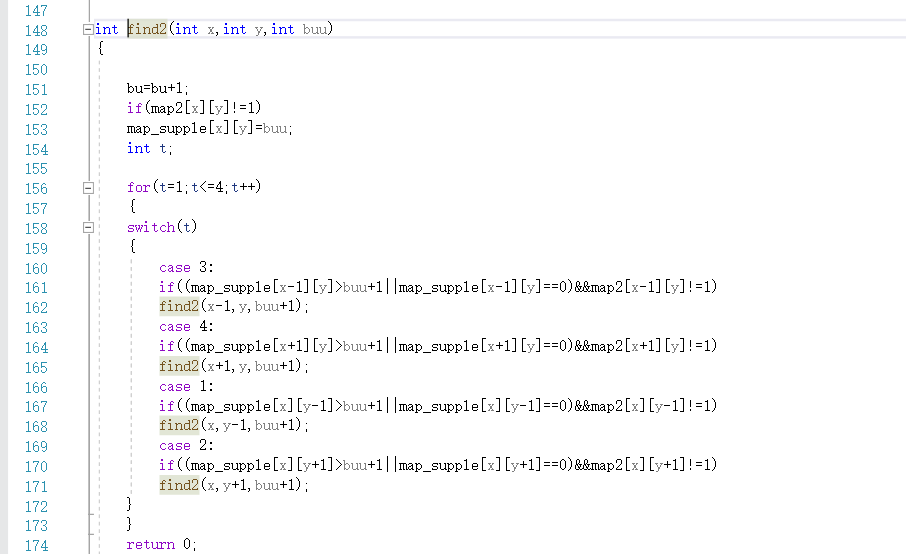 147
148 int find2(int x,int y,int buu)
149 {
150
151 bu=bu+1;
152 if(map2[x][y]!=1)
153 map_supple[x][y]=buu;
154 int t;
155
156 for(t=1;t<=4;t++)
157 {
158 switch(t)
159 {
160 case 3:
161 if((map_supple[x-1][y]>buu+1||map_supple[x-1][y]==0)&&map2[x-1][y]!=1)
162 find2(x-1,y,buu+1);
163 case 4:
164 if((map_supple[x+1][y]>buu+1||map_supple[x+1][y]==0)&&map2[x+1][y]!=1)
165 find2(x+1,y,buu+1);
166 case 1:
167 if((map_supple[x][y-1]>buu+1||map_supple[x][y-1]==0)&&map2[x][y-1]!=1)
168 find2(x,y-1,buu+1);
169 case 2:
170 if((map_supple[x][y+1]>buu+1||map_supple[x][y+1]==0)&&map2[x][y+1]!=1)
171 find2(x,y+1,buu+1);
172 }
173 }
174 return 0;